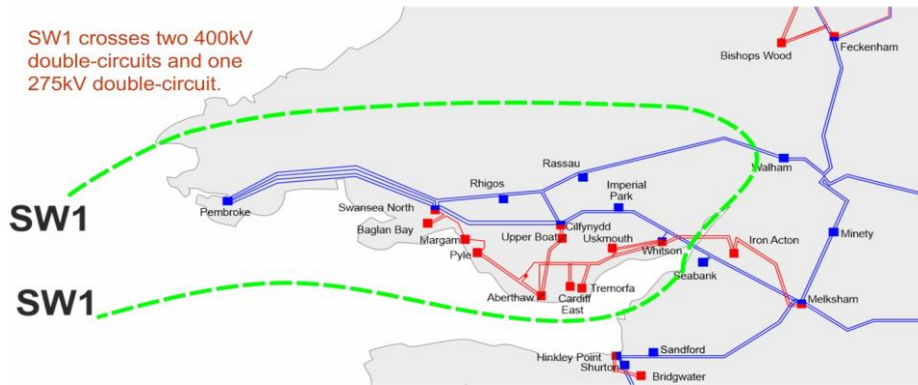 SW1 crosses two 400kV
double-circuits and one
275kV double-circuit.
Bishops Wood
Feckenham
SW1
Pembroke
Swansea North
Rhigos
Rassau
Walham
Imperial
Park
Baglan Bay
Margam
Pyle
Cilfynydd
Upper Boat
Uskmouth
Whitson
Iron Acton
Minety
Seabank
SW1
Aberthaw
Cardiff
East
Tremorfa
Melksham
Hinkley Point
Sandford
Shurton
Bridgwater